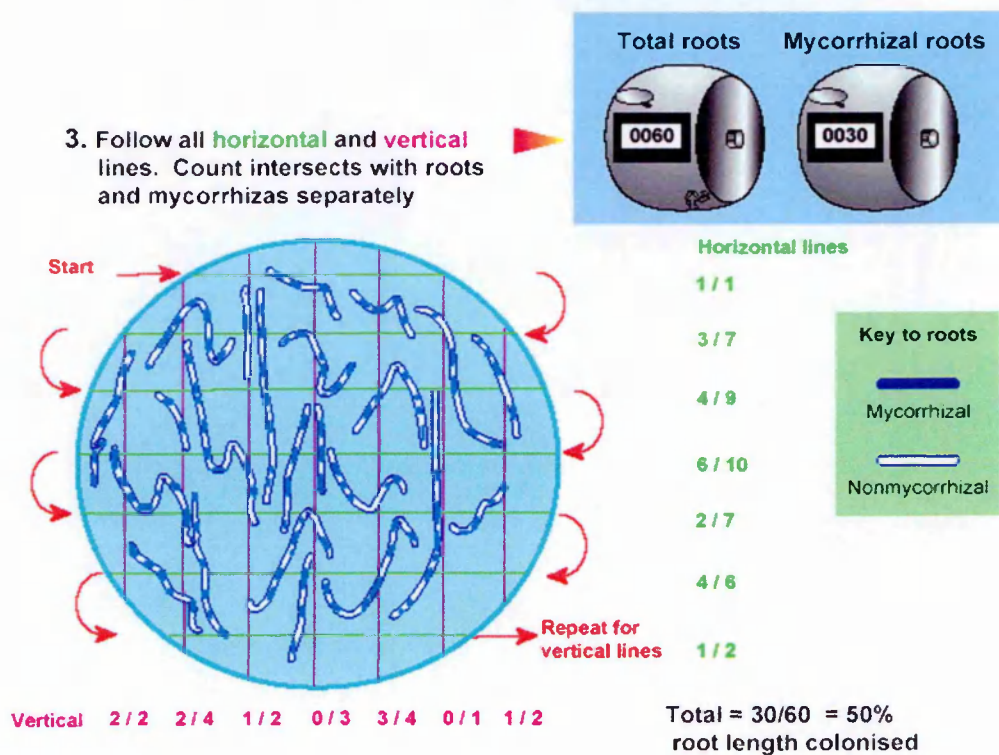 Total roots
Mycorrhizal roots
0060
0030
3. Follow all horizontal and vertical
lines. Count intersects with roots
and mycorrhizas separately
Horizontal lines
Start
1 / 1
3 / 7
4 / 9
6 / 10
2 / 7
4 / 6
1 / 2
Key to roots
Mycorrhizal
Nonmycorrhizal
Repeat for
vertical lines
Vertical 2 / 2 2 / 4 1 / 2 0 / 3 3 / 4 0 / 1 1 / 2
Total = 30/60 = 50%
root length colonised